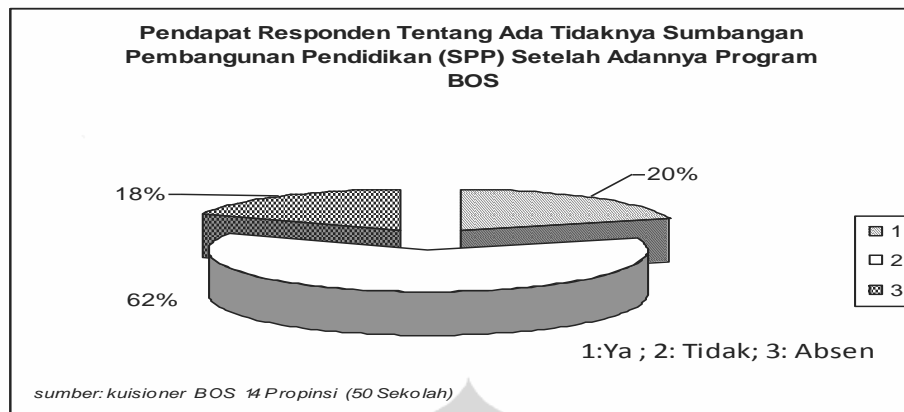 Pendapat Responden Tentang Ada Tidaknya Sumbangan
Pembangunan Pendidikan (SPP) Setelah Adannya Program
BOS
20%
18%
62%
1
2
3
1:Ya ; 2: Tidak; 3: Absen
sumber: kuisioner BOS 14 Propinsi (50 Sekolah)